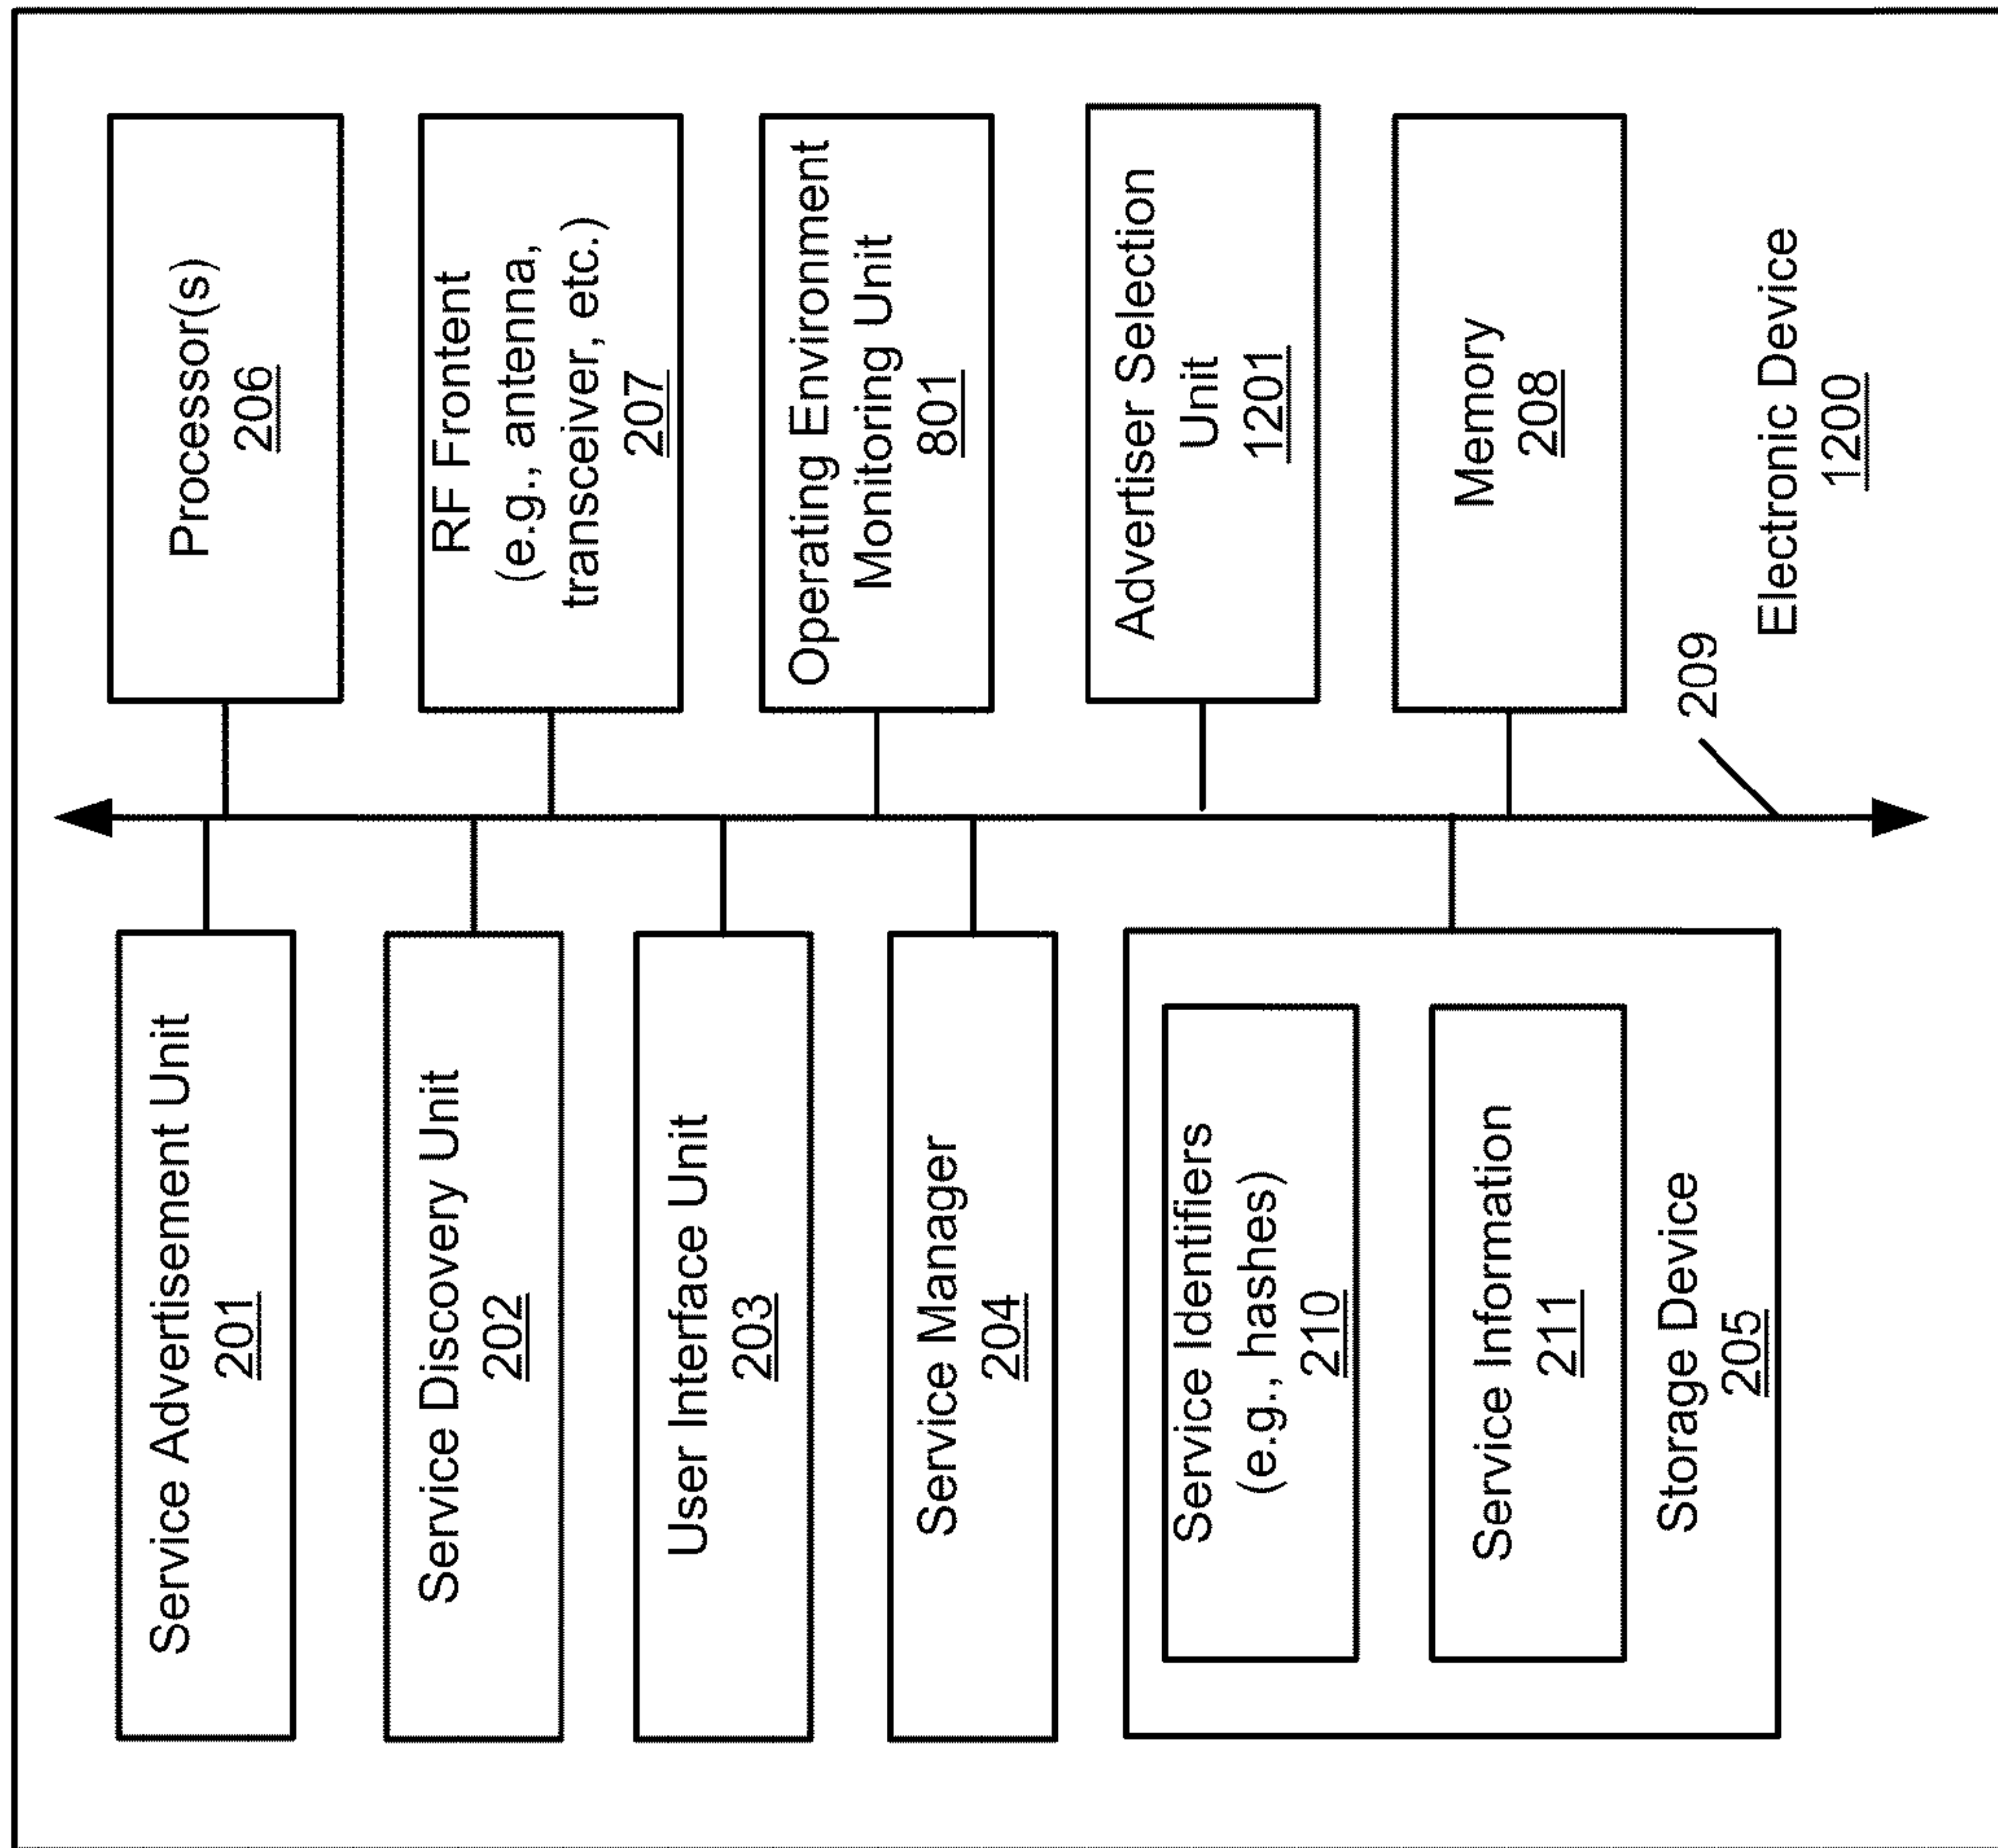 Service Advertisement Unit
201
Service Discovery Unit
202
User Interface Unit
203
Service Manager
204
Service Identifiers
(e.g., hashes)
210
Service Information
211
Storage Device
205
Processor(s)
206
RF Frontent
(e.g., antenna,
transceiver, etc.)
207
Operating Environment
Monitoring Unit
801
Advertiser Selection
Unit
1201
Memory
208
209
Electronic Device
1200